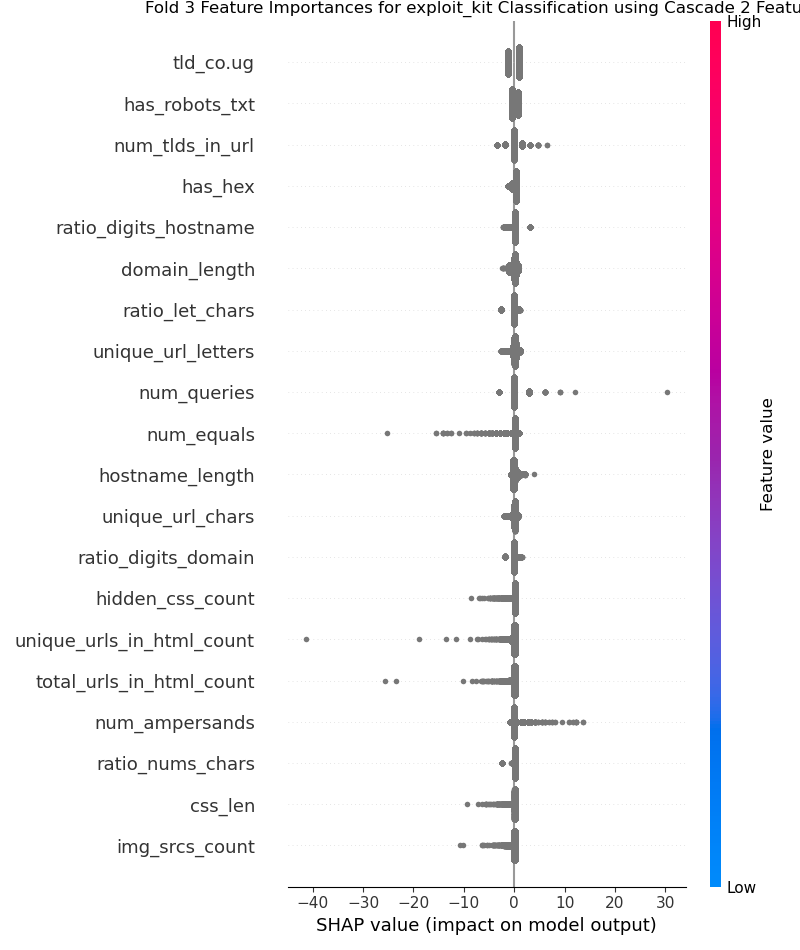 Fold 3 Feature Importances for exploit_kit Classification using Cascade 2 Featu
High
tld_co.ug
has_robots_txt
num_tlds_in_url
has_hex
ratio_digits_hostname
domain_length
ratio_let_chars
unique_url_letters
num_queries
num_equals
hostname_length
unique_url_chars
ratio_digits_domain
hidden_css_count
unique_urls_in_html_count
total_urls_in_html_count
num_ampersands
ratio_nums_chars
css_len
img_srcs_count
Feature value
Low
−40 −30 −20 −10 0 10 20 30
SHAP value (impact on model output)